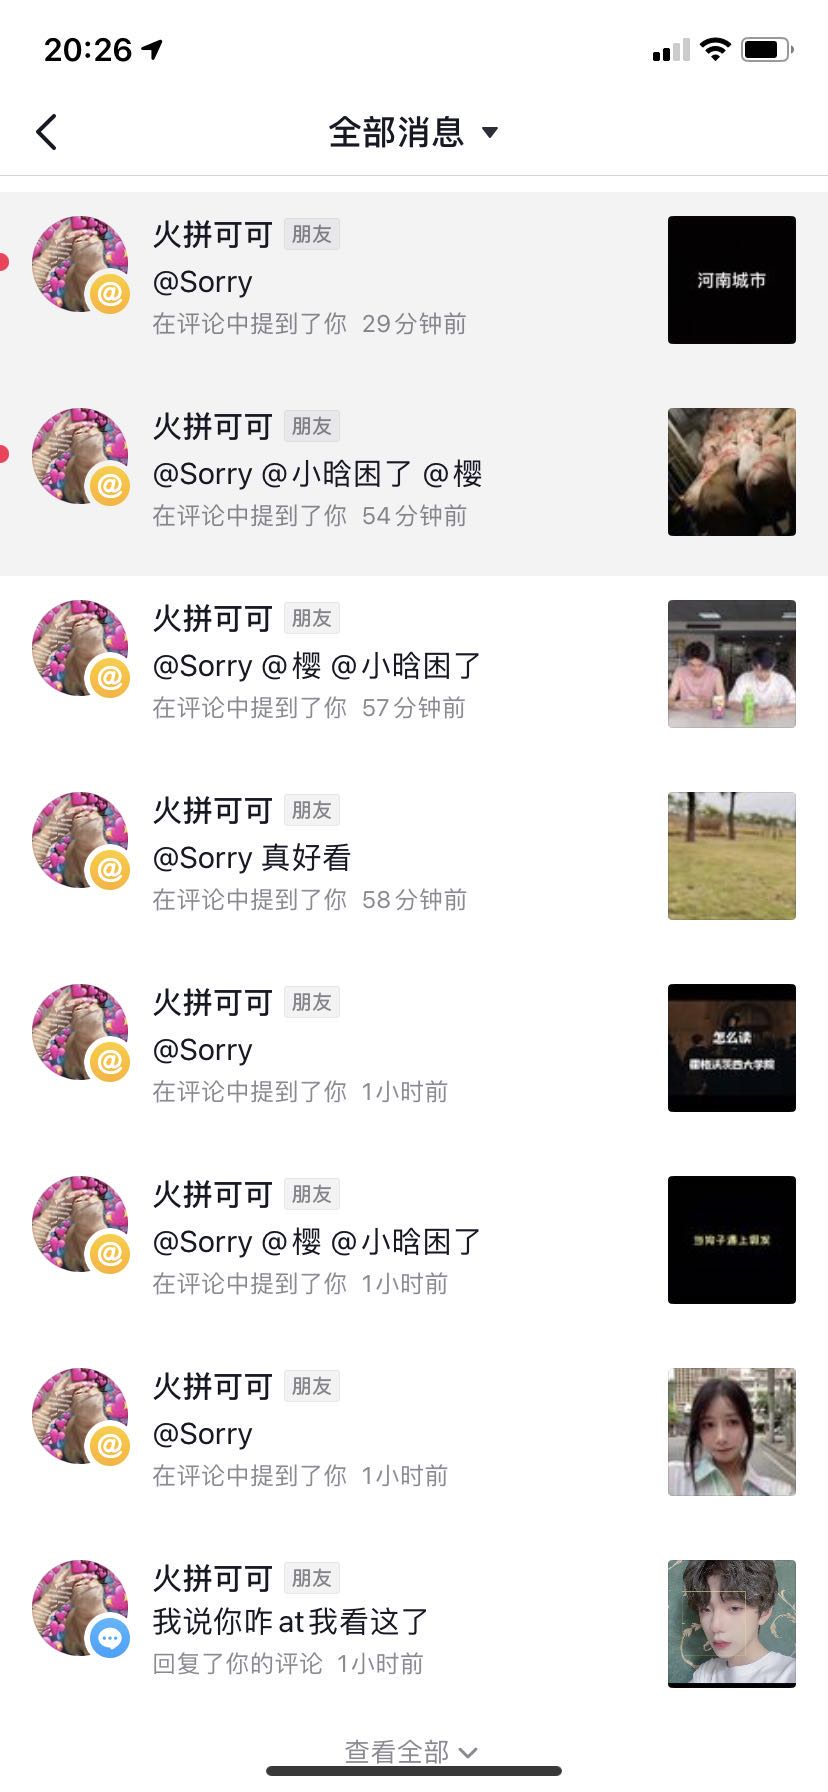 20:26
全部消息
火拼可可 朋友
@Sorry
在评论中提到了你 29分钟前
河南城市
火拼可可 朋友
@Sorry @小晗困了 @樱
在评论中提到了你 54分钟前
火拼可可 朋友
@Sorry @樱 @小晗困了
在评论中提到了你 57分钟前
火拼可可 朋友
@Sorry 真好看
在评论中提到了你 58分钟前
火拼可可 朋友
@Sorry
在评论中提到了你 1小时前
怎么读
霍格沃茨西大学院
火拼可可 朋友
@Sorry @樱 @小晗困了
在评论中提到了你 1小时前
火拼可可 朋友
@Sorry
在评论中提到了你 1小时前
火拼可可 朋友
我说你咋at我看这了
回复了你的评论 1小时前
查看全部